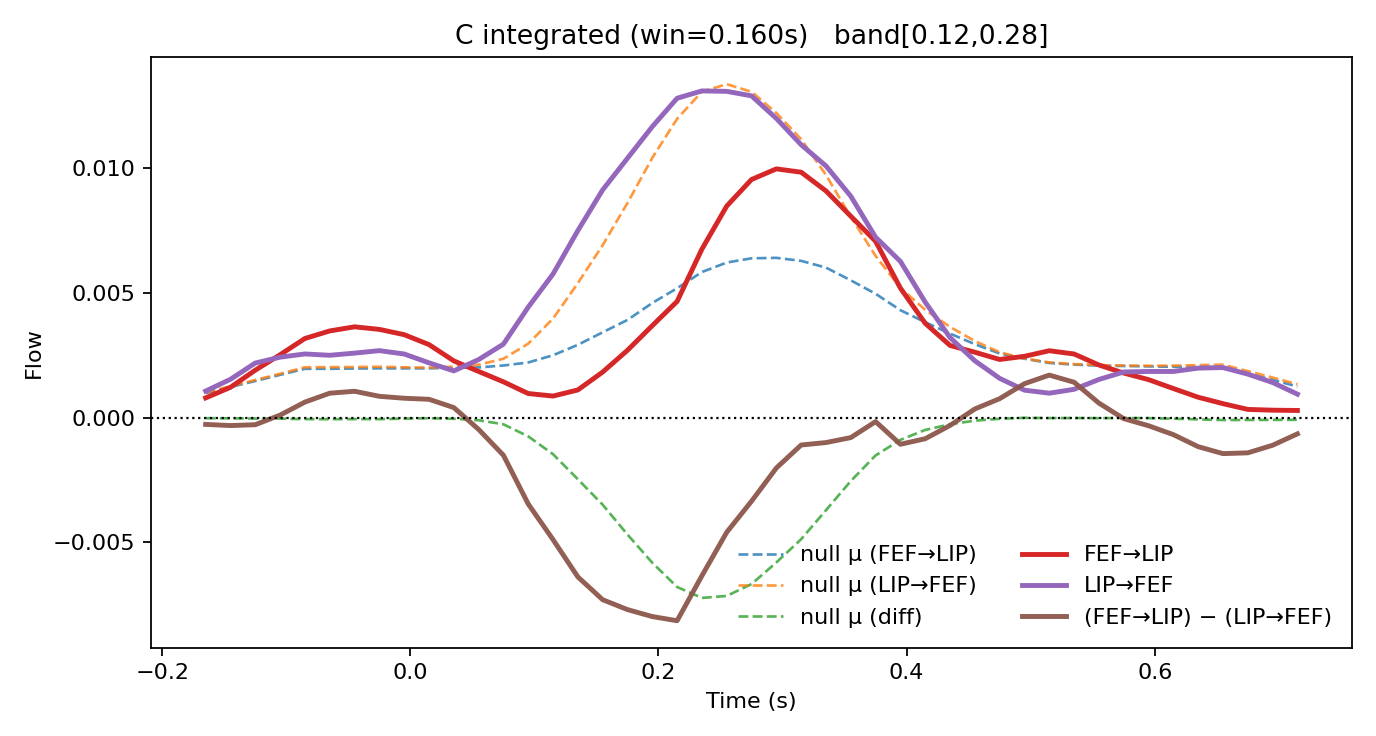 C integrated (win=0.160s)   band[0.12,0.28]
0.010
0.005
0.000
−0.005
Flow
−0.2
0.0
0.2
0.4
0.6
Time (s)
null μ (FEF→LIP)
null μ (LIP→FEF)
null μ (diff)
FEF→LIP
LIP→FEF
(FEF→LIP) − (LIP→FEF)